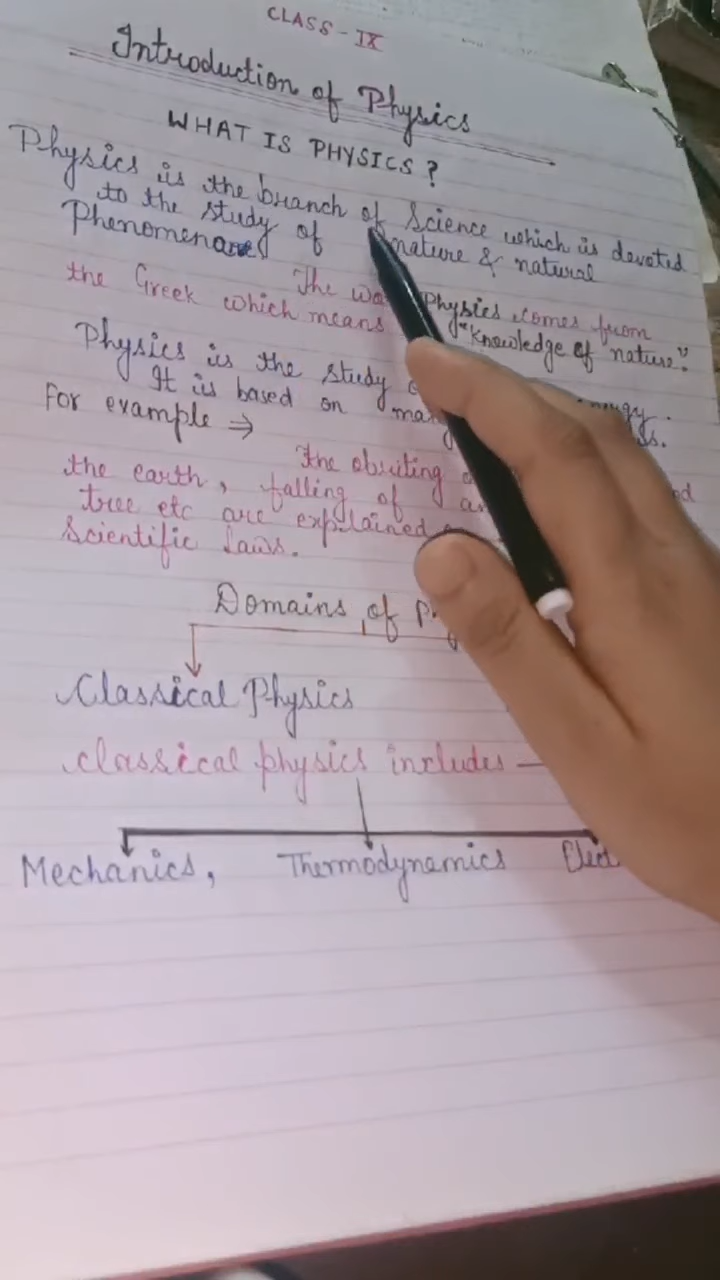 CLASS - IX
Introduction of Physics
WHAT IS PHYSICS?
Physics is the branch of Science which is devoted
to the study of nature & natural
Phenomenone
The Physics comes from
the Greek which means "Knowledge of nature."
Physics is the study
It is based on
For example ⇒
The obriting
the earth, falling of
tree etc are explained
Scientific laws.
Domains of
Classical Physics
Classical physics includes —
Mechanics, Thermodynamics